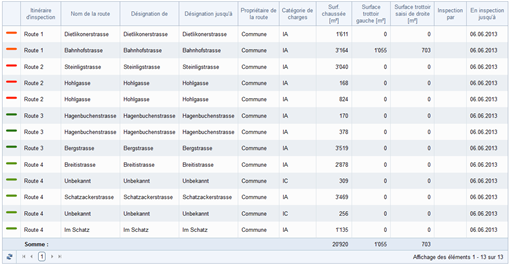 Itinéraire d'inspection Nom de la route Désignation de Désignation jusqu'à Propriétaire de la route Catégorie de charges Surf chaussée [m²] Surface trottoir gauche [m²] Surface trottoir saisi de droite [m²] Inspection par En inspection jusqu'à
Route 1 Dietlikonerstrasse Dietlikonerstrasse Dietlikonerstrasse Commune IA 1'611 0 0 06.06.2013
Route 1 Bahnhofstrasse Bahnhofstrasse Bahnhofstrasse Commune IA 3'164 1'055 703 06.06.2013
Route 2 Steinligstrasse Steinligstrasse Steinligstrasse Commune IA 3'040 0 0 06.06.2013
Route 2 Hohlgasse Hohlgasse Hohlgasse Commune IA 168 0 0 06.06.2013
Route 2 Hohlgasse Hohlgasse Hohlgasse Commune IA 824 0 0 06.06.2013
Route 3 Hagenbuchenstrasse Hagenbuchenstrasse Hagenbuchenstrasse Commune IA 170 0 0 06.06.2013
Route 3 Hagenbuchenstrasse Hagenbuchenstrasse Hagenbuchenstrasse Commune IA 378 0 0 06.06.2013
Route 3 Bergstrasse Bergstrasse Bergstrasse Commune IA 3'519 0 0 06.06.2013
Route 4 Breitistrasse Breitistrasse Breitistrasse Commune IA 2'878 0 0 06.06.2013
Route 4 Unbekannt Unbekannt Unbekannt Commune IC 309 0 0 06.06.2013
Route 4 Schatzackerstrasse Schatzackerstrasse Schatzackerstrasse Commune IA 3'469 0 0 06.06.2013
Route 4 Unbekannt Unbekannt Unbekannt Commune IC 256 0 0 06.06.2013
Route 4 Im Schatz Im Schatz Im Schatz Commune IA 1'135 0 0 06.06.2013
Somme : 20'920 1'055 703
1 Affichage des éléments 1 - 13 sur 13